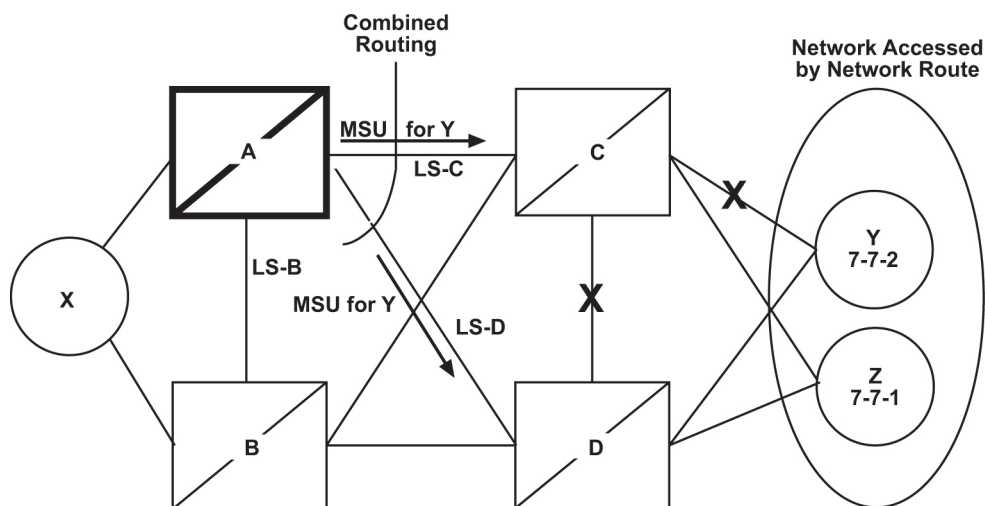 Combined
Routing
Network Accessed
by Network Route
A
MSU for Y
LS-C
C
X
Y
7-7-2
X
LS-B
MSU for Y
LS-D
X
Z
7-7-1
B
D